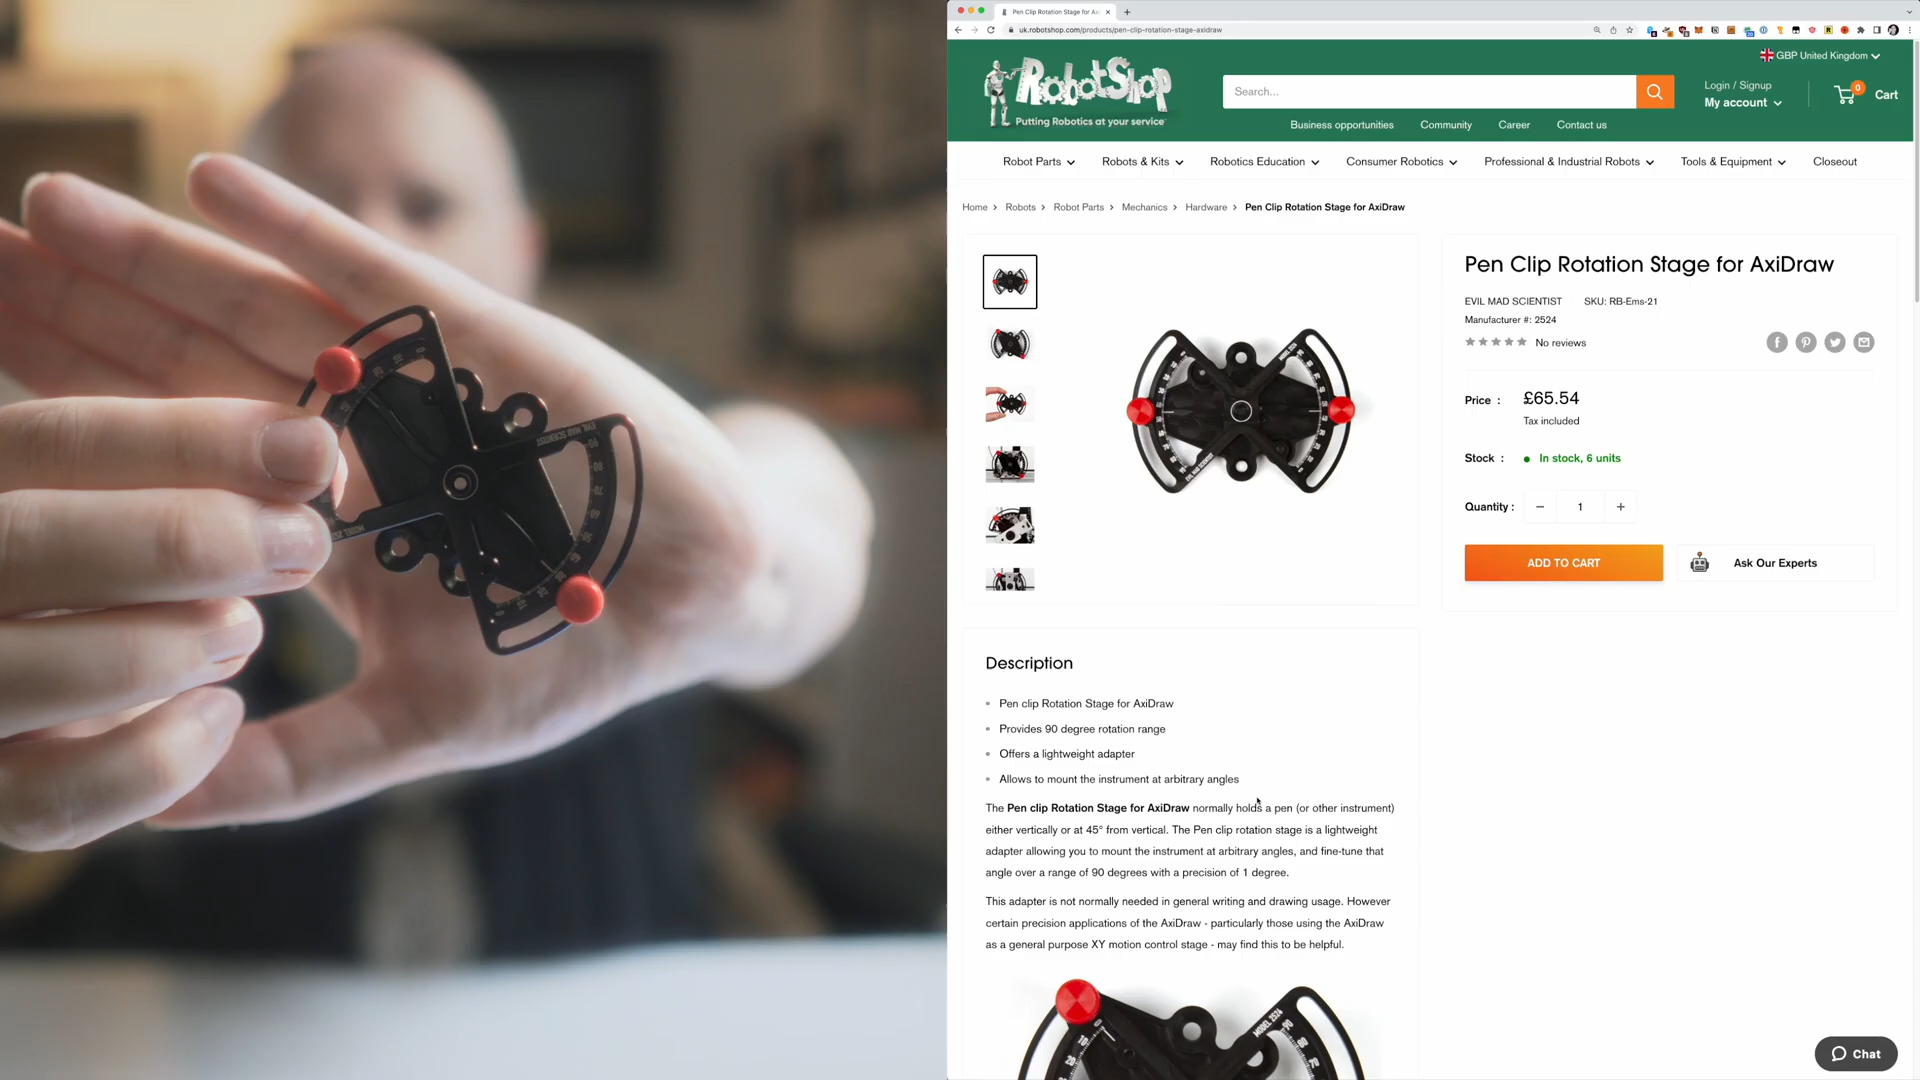 Pen Clip Rotation Stage for Ax
uk.robotshop.com/products/pen-clip-rotation-stage-axidraw
GBP United Kingdom
RobotShop
Putting Robotics at your service
Search...
Login / Signup
My account
0
Cart
Business opportunities
Community
Career
Contact us
Robot Parts
Robots & Kits
Robotics Education
Consumer Robotics
Professional & Industrial Robots
Tools & Equipment
Closeout
Home > Robots > Robot Parts > Mechanics > Hardware > Pen Clip Rotation Stage for AxiDraw
Pen Clip Rotation Stage for AxiDraw
EVIL MAD SCIENTIST
SKU: RB-Ems-21
Manufacturer #: 2524
No reviews
Price :
£65.54
Tax included
Stock :
In stock, 6 units
Quantity :
1
ADD TO CART
Ask Our Experts
EVIL MAD SCIENTIST
MODEL 2524
Description
Pen clip Rotation Stage for AxiDraw
Provides 90 degree rotation range
Offers a lightweight adapter
Allows to mount the instrument at arbitrary angles
The Pen clip Rotation Stage for AxiDraw normally holds a pen (or other instrument)
either vertically or at 45° from vertical. The Pen clip rotation stage is a lightweight
adapter allowing you to mount the instrument at arbitrary angles, and fine-tune that
angle over a range of 90 degrees with a precision of 1 degree.
This adapter is not normally needed in general writing and drawing usage. However
certain precision applications of the AxiDraw - particularly those using the AxiDraw
as a general purpose XY motion control stage - may find this to be helpful.
MODEL 2524
Chat